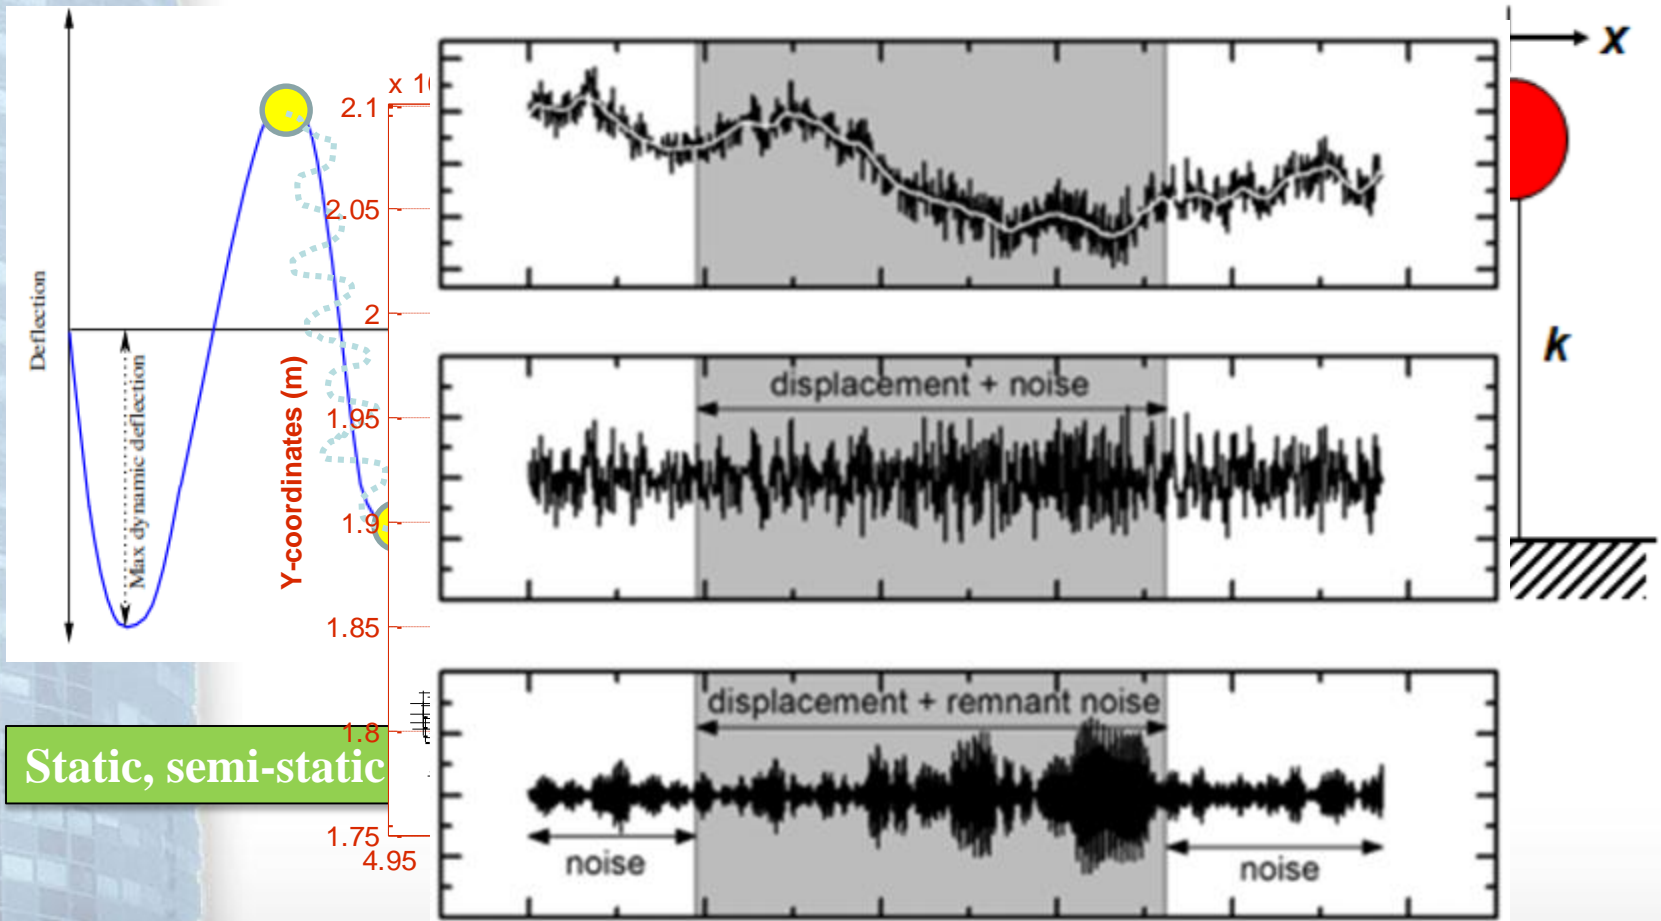 Deflection
Max dynamic deflection
x 10
2.1
2.05
2
1.95
1.9
1.85
1.8
1.75
4.95
Y-coordinates (m)
displacement + noise
displacement + remnant noise
noise
noise
x
k
Static, semi-static